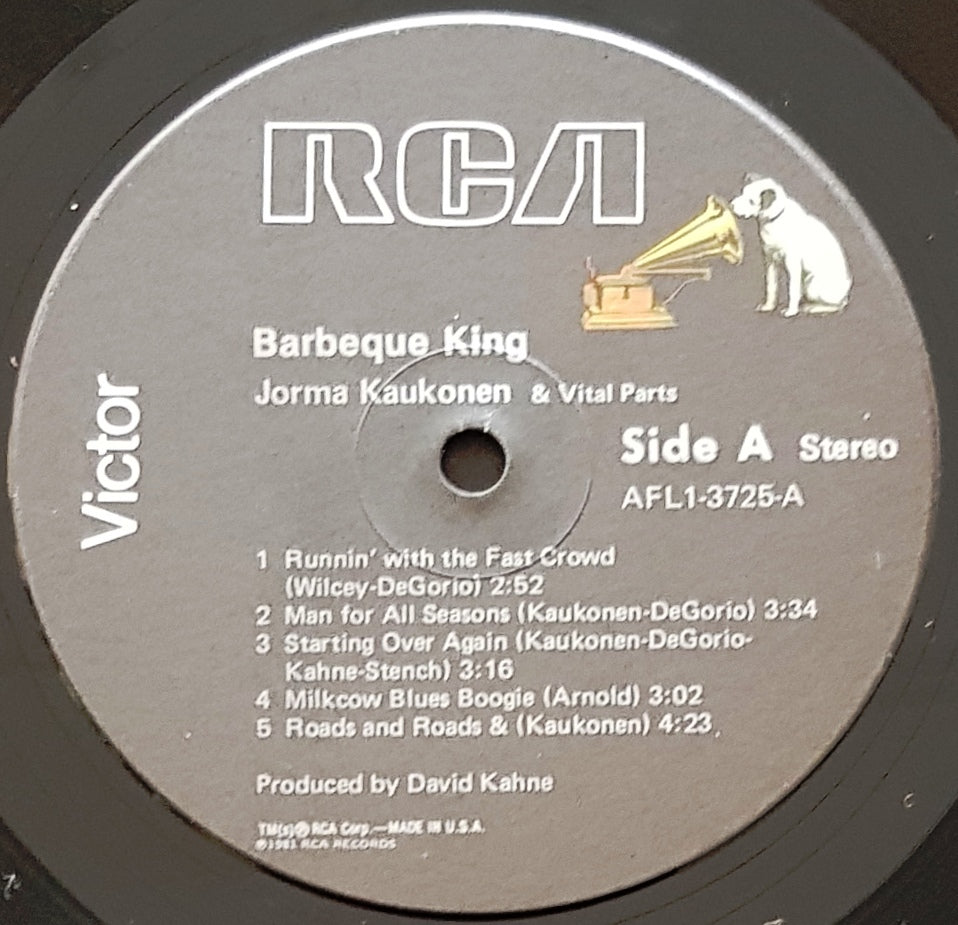 RCA
Victor
Barbeque King
Jorma Kaukonen & Vital Parts
Side A Stereo
AFL1-3725-A
1 Runnin' with the Fast Crowd
(Wilcey-DeGorio) 2:52
2 Man for All Seasons (Kaukonen-DeGorio) 3:34
3 Starting Over Again (Kaukonen-DeGorio-
Kahne-Stench) 3:16
4 Milkcow Blues Boogie (Arnold) 3:02
5 Roads and Roads & (Kaukonen) 4:23
Produced by David Kahne
TM(s)® RCA Corp.—MADE IN U.S.A.
℗1981 RCA RECORDS